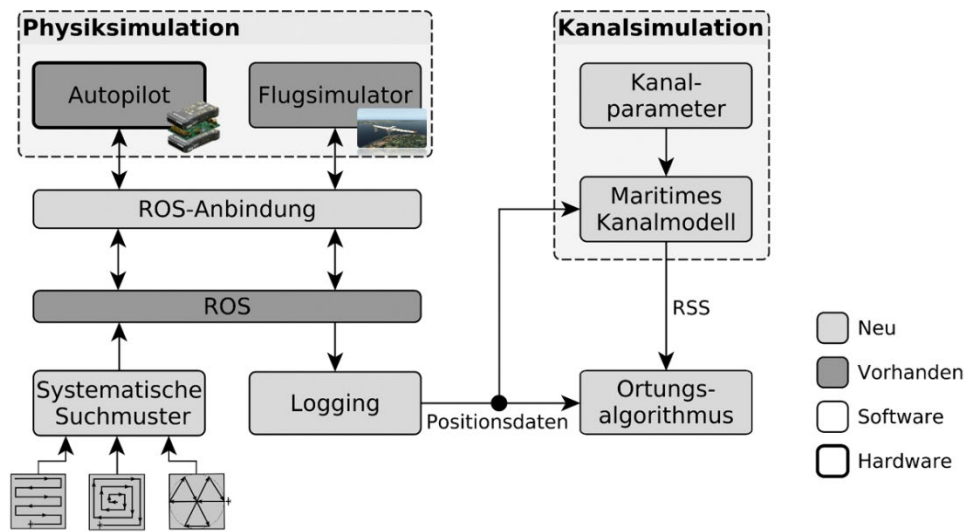 Physiksimulation
Autopilot
Flugsimulator
ROS-Anbindung
ROS
Systematische
Suchmuster
Logging
Positionsdaten
Kanalsimulation
Kanal-
parameter
Maritimes
Kanalmodell
RSS
Ortungs-
algorithmus
Neu
Vorhanden
Software
Hardware